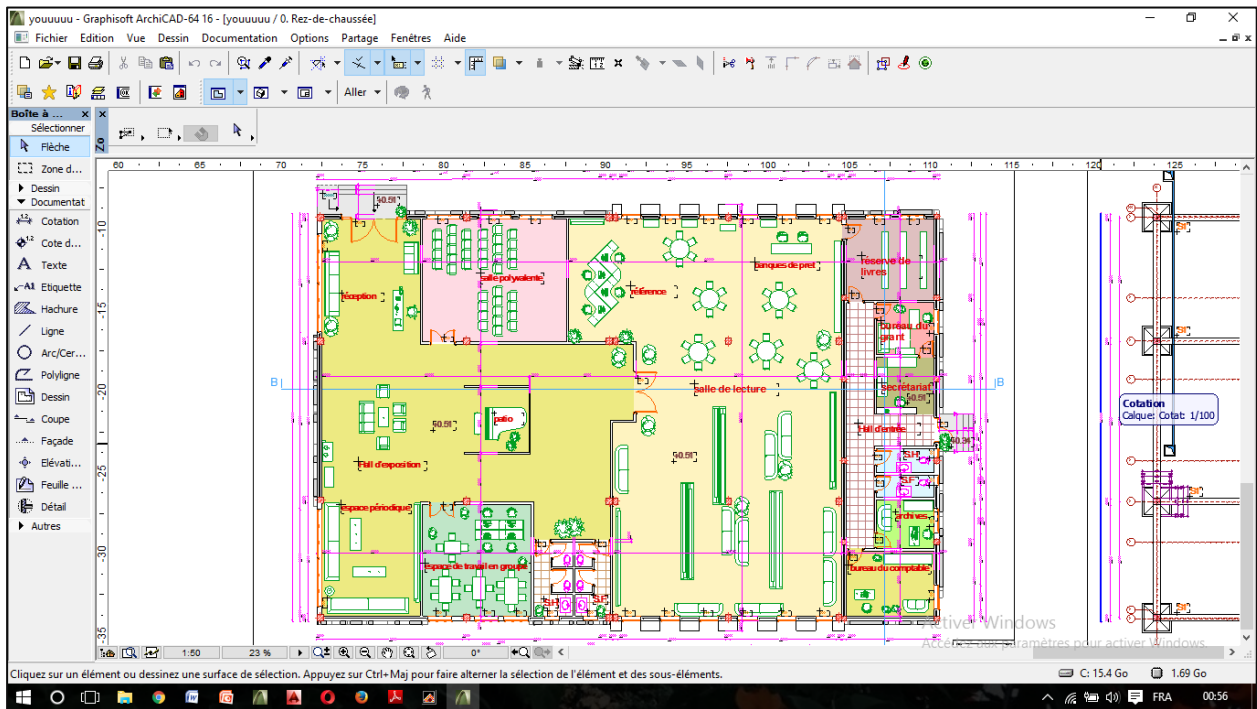 youuuuu - Graphisoft ArchiCAD-64 16 - [youuuuu / 0. Rez-de-chaussée]
Fichier Edition Vue Dessin Documentation Options Partage Fenêtres Aide
Aller
Boîte à ...
Sélectionner
Flèche
Zone d...
Dessin
Documentat
Cotation
Cote d...
Texte
Etiquette
Hachure
Ligne
Arc/Cer...
Polyligne
Dessin
Coupe
Façade
Elévati...
Feuille ...
Détail
Autres
60 65 70 75 80 85 90 95 100 105 110 115 120 125
-10
-15
-20
-25
-30
-35
réception
salle polyvalente
référence
banques de pret
réserve de
livres
bureau du
grant
secrétariat
B
B
salle de lecture
patio
Hall d'entrée
Hall d'exposition
S.H
S.F
espace périodique
archives
espace de travail en groupe
bureau du comptable
S.H
S.F
Cotation
Calque: Cotat: 1/100
Activer Windows
Accédez aux paramètres pour activer Windows.
1:50 23 % 0°
Cliquez sur un élément ou dessinez une surface de sélection. Appuyez sur Ctrl+Maj pour faire alterner la sélection de l'élément et des sous-éléments.
C: 15.4 Go 1.69 Go
FRA 00:56